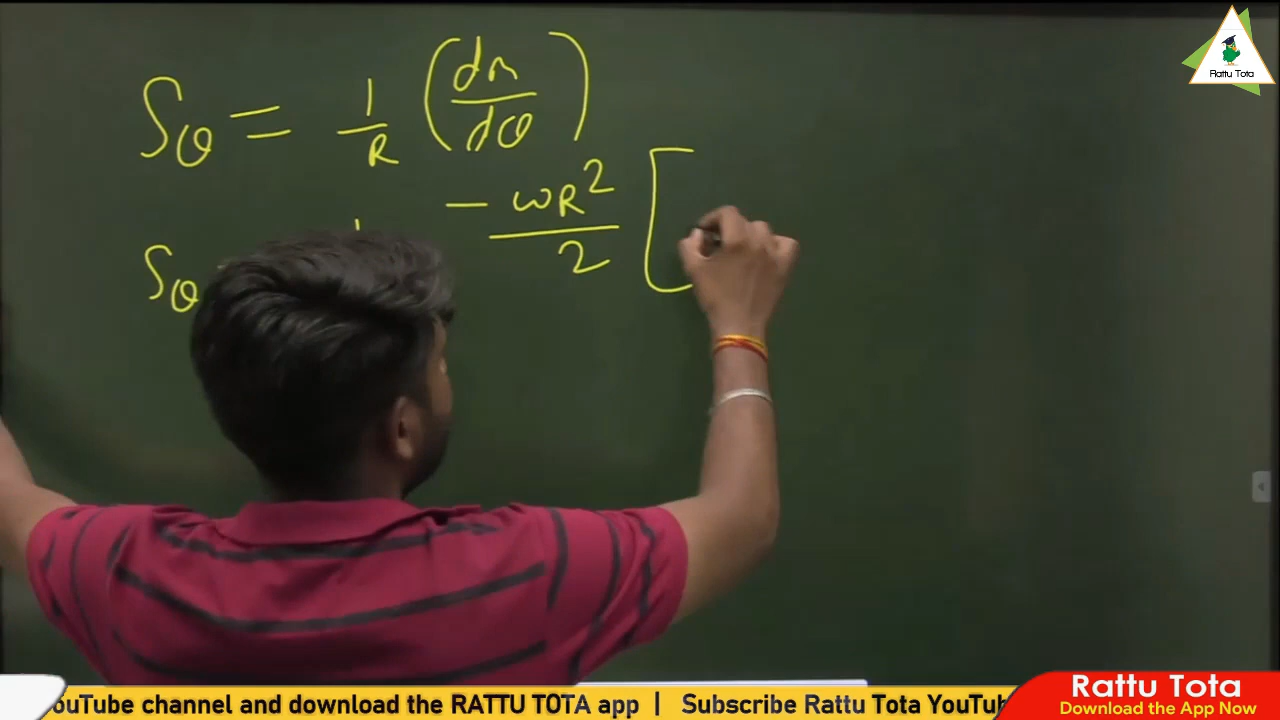 Rattu Tota
Sθ = 1/R (dM/dθ)
Sθ - ωR²/2 [
ouTube channel and download the RATTU TOTA app | Subscribe Rattu Tota YouTub
Rattu Tota
Download the App Now